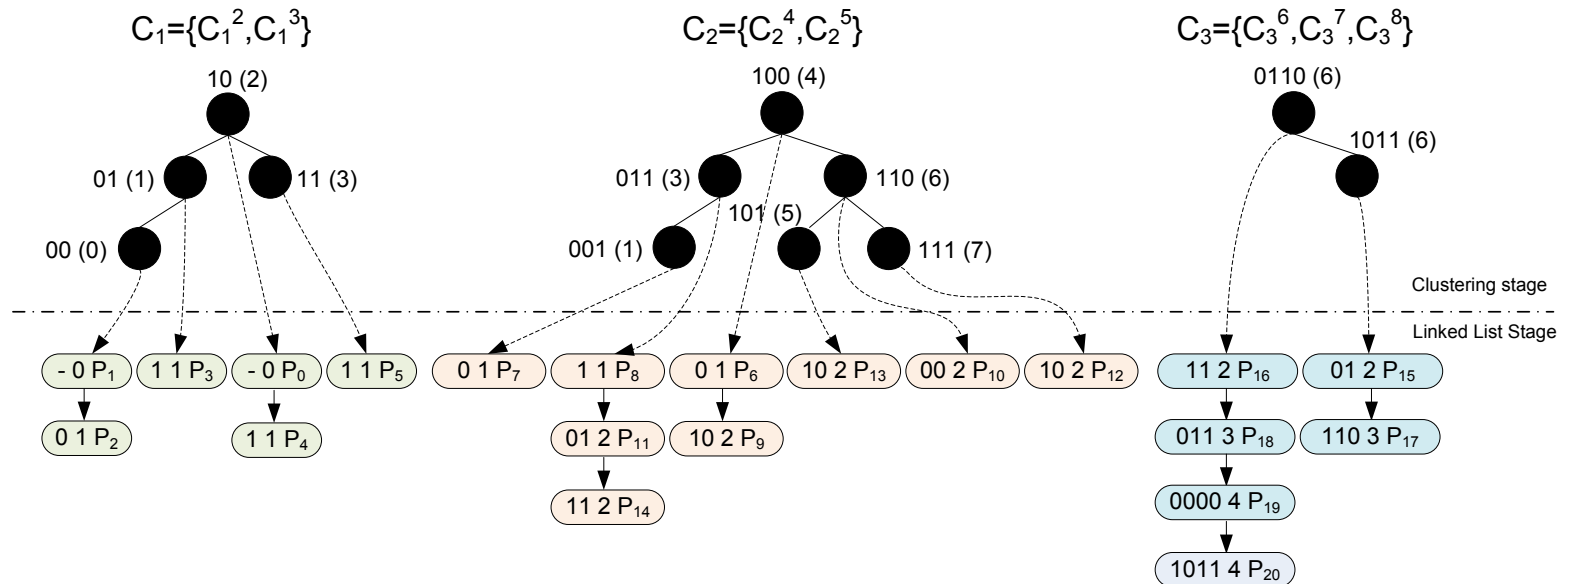 C₁={C₁²,C₁³}
C₂={C₂⁴,C₂⁵}
C₃={C₃⁶,C₃⁷,C₃⁸}
10 (2)
100 (4)
0110 (6)
01 (1)
11 (3)
011 (3)
110 (6)
1011 (6)
00 (0)
001 (1)
101 (5)
111 (7)
Clustering stage
Linked List Stage
- 0 P₁
1 1 P₃
- 0 P₀
1 1 P₅
0 1 P₇
1 1 P₈
0 1 P₆
10 2 P₁₃
00 2 P₁₀
10 2 P₁₂
11 2 P₁₆
01 2 P₁₅
0 1 P₂
1 1 P₄
01 2 P₁₁
10 2 P₉
011 3 P₁₈
110 3 P₁₇
11 2 P₁₄
0000 4 P₁₉
1011 4 P₂₀